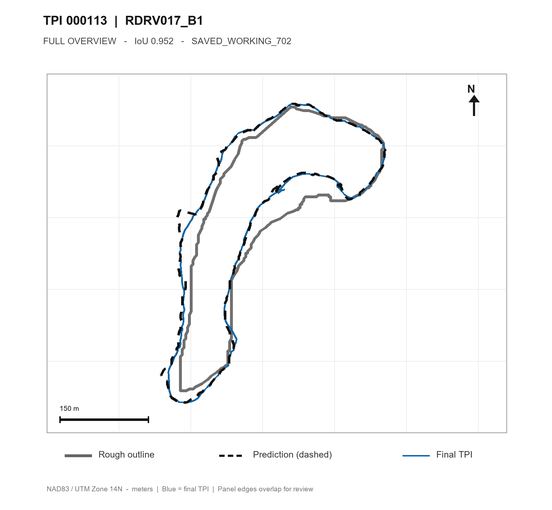 TPI 000113 | RDRV017_B1
FULL OVERVIEW - IoU 0.952 - SAVED_WORKING_702
N
150 m
Rough outline
Prediction (dashed)
Final TPI
NAD83 / UTM Zone 14N - meters | Blue = final TPI | Panel edges overlap for review